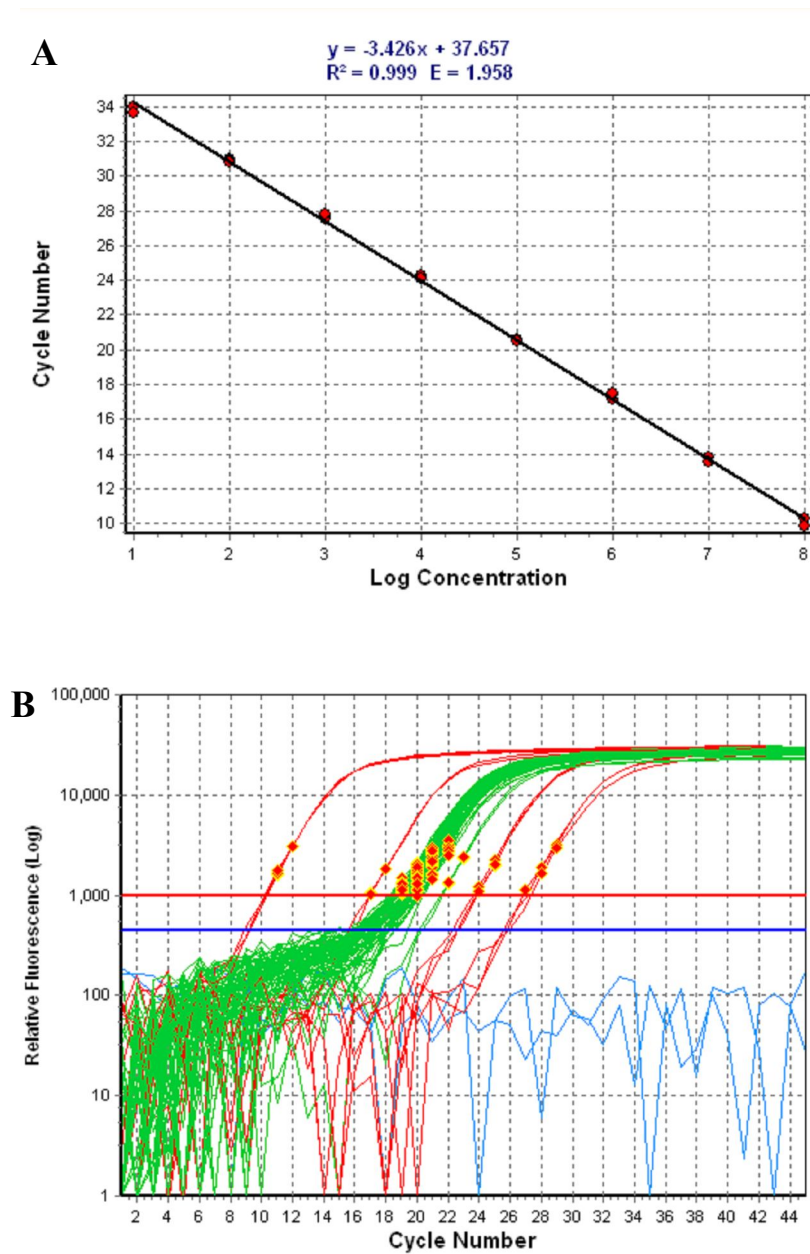 A
y = -3.426x + 37.657
R² = 0.999 E = 1.958
34
32
30
28
26
24
22
20
18
16
14
12
10
Cycle Number
1 2 3 4 5 6 7 8
Log Concentration
B
100,000
10,000
1,000
100
10
1
Relative Fluorescence (Log)
2 4 6 8 10 12 14 16 18 20 22 24 26 28 30 32 34 36 38 40 42 44
Cycle Number